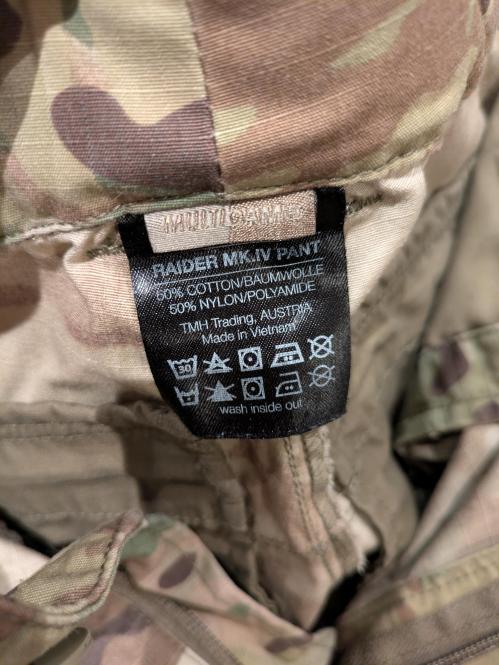 MULTICAM®
RAIDER MK.IV PANT
50% COTTON/BAUMWOLLE
50% NYLON/POLYAMIDE
TMH Trading, AUSTRIA
Made in Vietnam
30
wash inside out